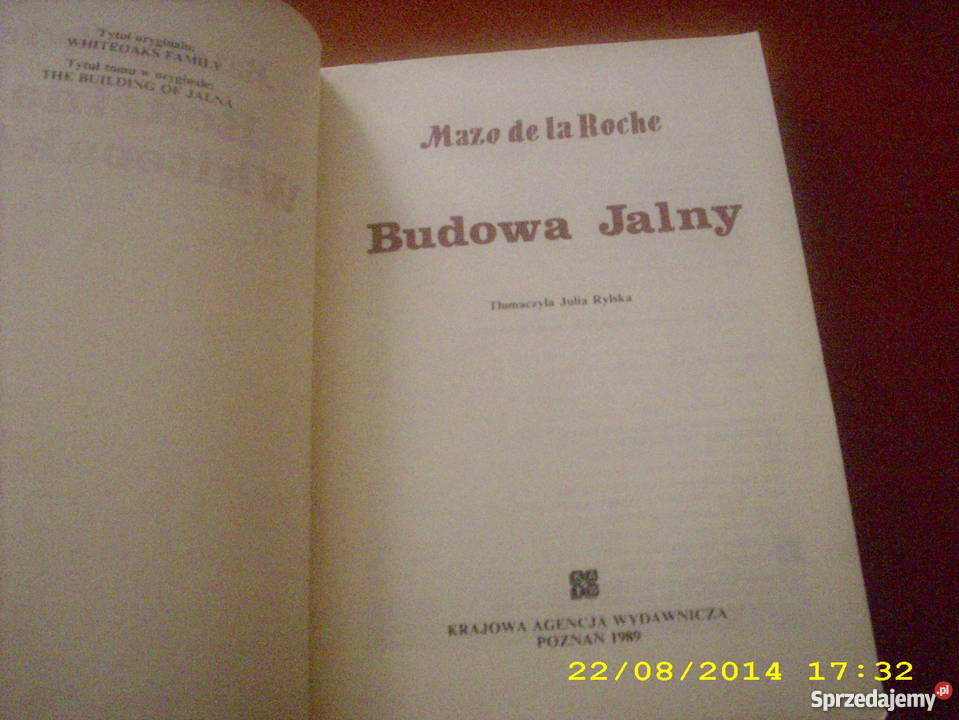 Tytuł oryginału:
WHITEOAKS FAMILY
Tytuł tomu w oryginale:
THE BUILDING OF JALNA
Mazo de la Roche
Budowa Jalny
Tłumaczyła Julia Rylska
KRAJOWA AGENCJA WYDAWNICZA
POZNAŃ 1989
22/08/2014 17:32
Sprzedajemy.pl